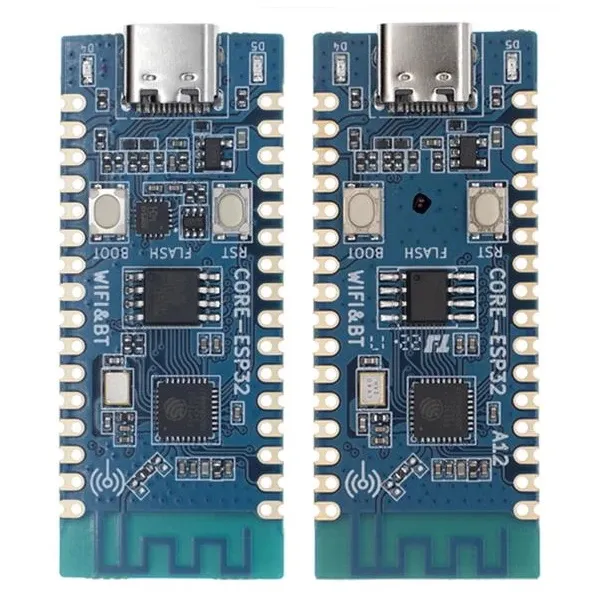 D4
D5
BOOT
FLASH
RST
WIFI&BT
CORE-ESP32
D4
D5
BOOT
FLASH
RST
WIFI&BT
CORE-ESP32
A12